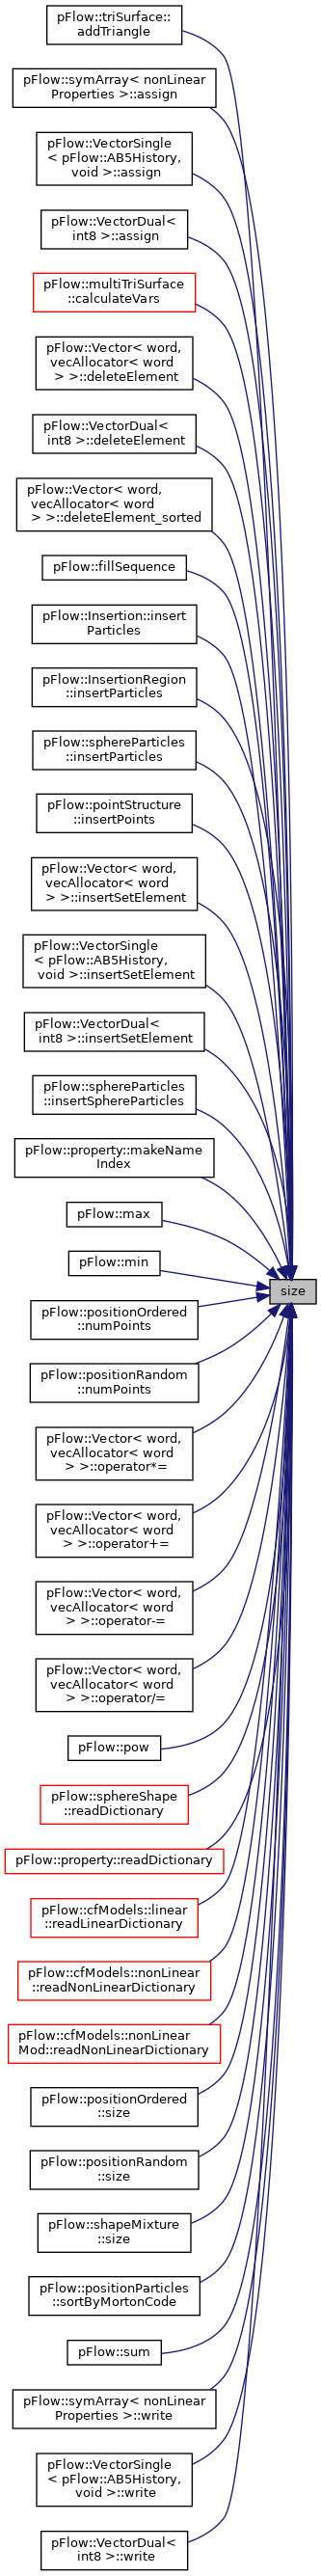 pFlow::triSurface::
addTriangle
pFlow::symArray< nonLinear
Properties >::assign
pFlow::VectorSingle
< pFlow::AB5History,
void >::assign
pFlow::VectorDual<
int8 >::assign
pFlow::multiTriSurface
::calculateVars
pFlow::Vector< word,
vecAllocator< word
> >::deleteElement
pFlow::VectorDual<
int8 >::deleteElement
pFlow::Vector< word,
vecAllocator< word
> >::deleteElement_sorted
pFlow::fillSequence
pFlow::Insertion::insert
Particles
pFlow::InsertionRegion
::insertParticles
pFlow::sphereParticles
::insertParticles
pFlow::pointStructure
::insertPoints
pFlow::Vector< word,
vecAllocator< word
> >::insertSetElement
pFlow::VectorSingle
< pFlow::AB5History,
void >::insertSetElement
pFlow::VectorDual<
int8 >::insertSetElement
pFlow::sphereParticles
::insertSphereParticles
pFlow::property::makeName
Index
pFlow::max
pFlow::min
size
pFlow::positionOrdered
::numPoints
pFlow::positionRandom
::numPoints
pFlow::Vector< word,
vecAllocator< word
> >::operator*=
pFlow::Vector< word,
vecAllocator< word
> >::operator+=
pFlow::Vector< word,
vecAllocator< word
> >::operator-=
pFlow::Vector< word,
vecAllocator< word
> >::operator/=
pFlow::pow
pFlow::sphereShape
::readDictionary
pFlow::property::readDictionary
pFlow::cfModels::linear
::readLinearDictionary
pFlow::cfModels::nonLinear
::readNonLinearDictionary
pFlow::cfModels::nonLinear
Mod::readNonLinearDictionary
pFlow::positionOrdered
::size
pFlow::positionRandom
::size
pFlow::shapeMixture
::size
pFlow::positionParticles
::sortByMortonCode
pFlow::sum
pFlow::symArray< nonLinear
Properties >::write
pFlow::VectorSingle
< pFlow::AB5History,
void >::write
pFlow::VectorDual<
int8 >::write